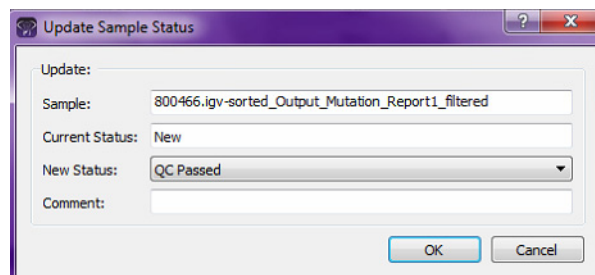 Update Sample Status
Update:
Sample: 800466.igv-sorted_Output_Mutation_Report1_filtered
Current Status: New
New Status: QC Passed
Comment:
OK Cancel